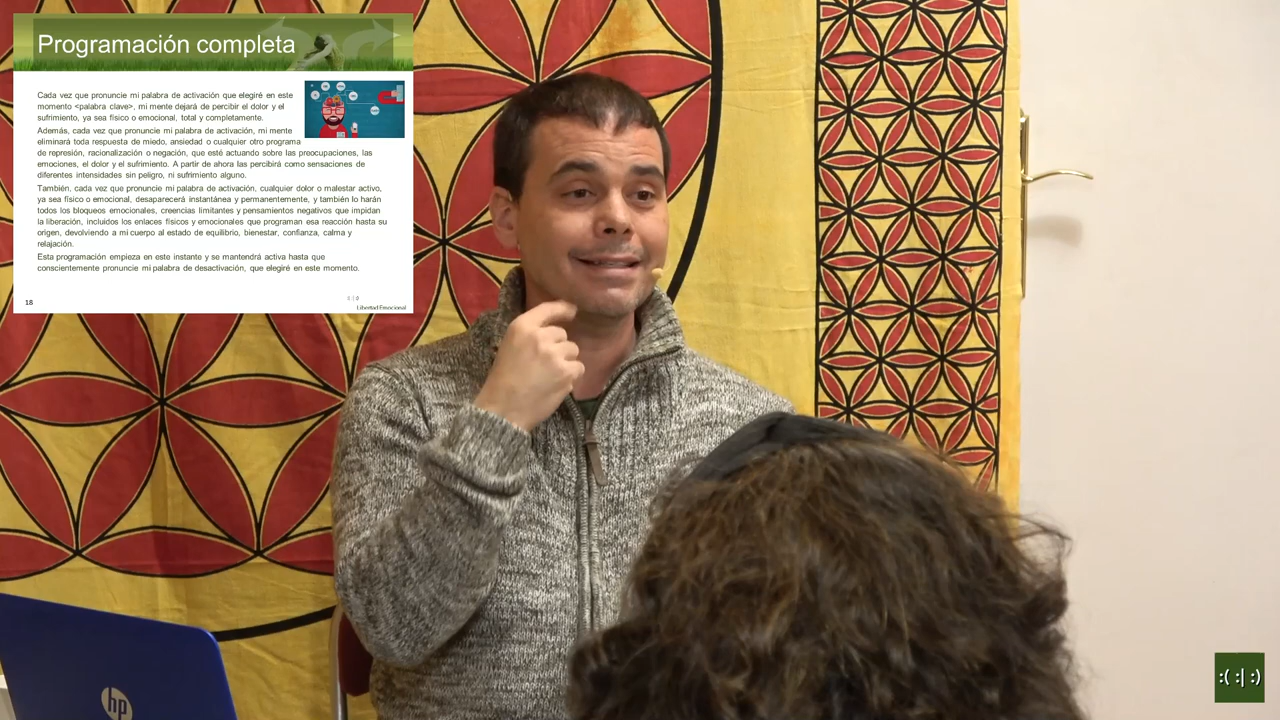 Programación completa
Cada vez que pronuncie mi palabra de activación que elegiré en este
momento <palabra clave>, mi mente dejará de percibir el dolor y el
sufrimiento, ya sea físico o emocional, total y completamente.
Además, cada vez que pronuncie mi palabra de activación, mi mente
eliminará toda respuesta de miedo, ansiedad o cualquier otro programa
de represión, racionalización o negación, que esté actuando sobre las preocupaciones, las
emociones, el dolor y el sufrimiento. A partir de ahora las percibirá como sensaciones de
diferentes intensidades sin peligro, ni sufrimiento alguno.
También, cada vez que pronuncie mi palabra de activación, cualquier dolor o malestar activo,
ya sea físico o emocional, desaparecerá instantánea y permanentemente, y también lo harán
todos los bloqueos emocionales, creencias limitantes y pensamientos negativos que impidan
la liberación, incluidos los enlaces físicos y emocionales que programan esa reacción hasta su
origen, devolviendo a mi cuerpo al estado de equilibrio, bienestar, confianza, calma y
relajación.
Esta programación empieza en este instante y se mantendrá activa hasta que
conscientemente pronuncie mi palabra de desactivación, que elegiré en este momento.
18
Libertad Emocional
hp
:( :| :)